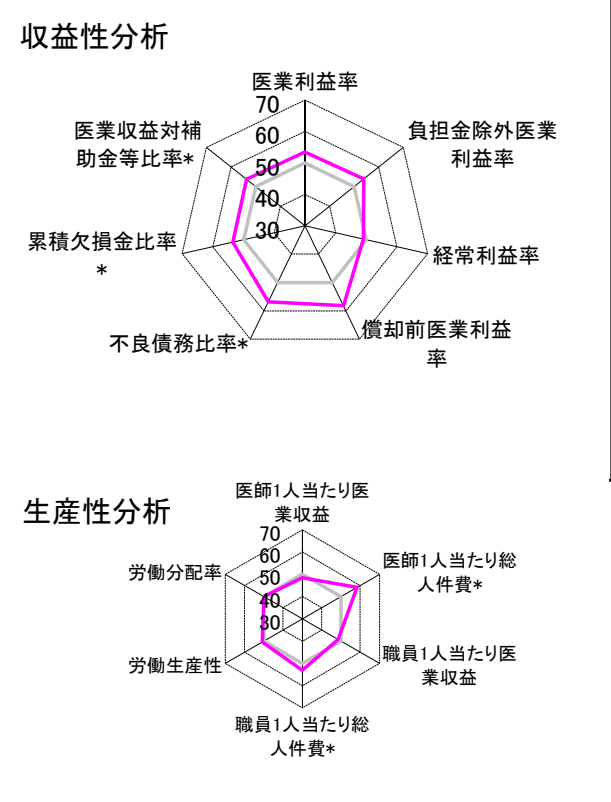 収益性分析
医業利益率
70
60
50
40
30
負担金除外医業
利益率
経常利益率
償却前医業利益
率
不良債務比率*
累積欠損金比率
*
医業収益対補
助金等比率*
生産性分析
医師1人当たり医
業収益
70
60
50
40
30
医師1人当たり総
人件費*
職員1人当たり医
業収益
職員1人当たり総
人件費*
労働生産性
労働分配率